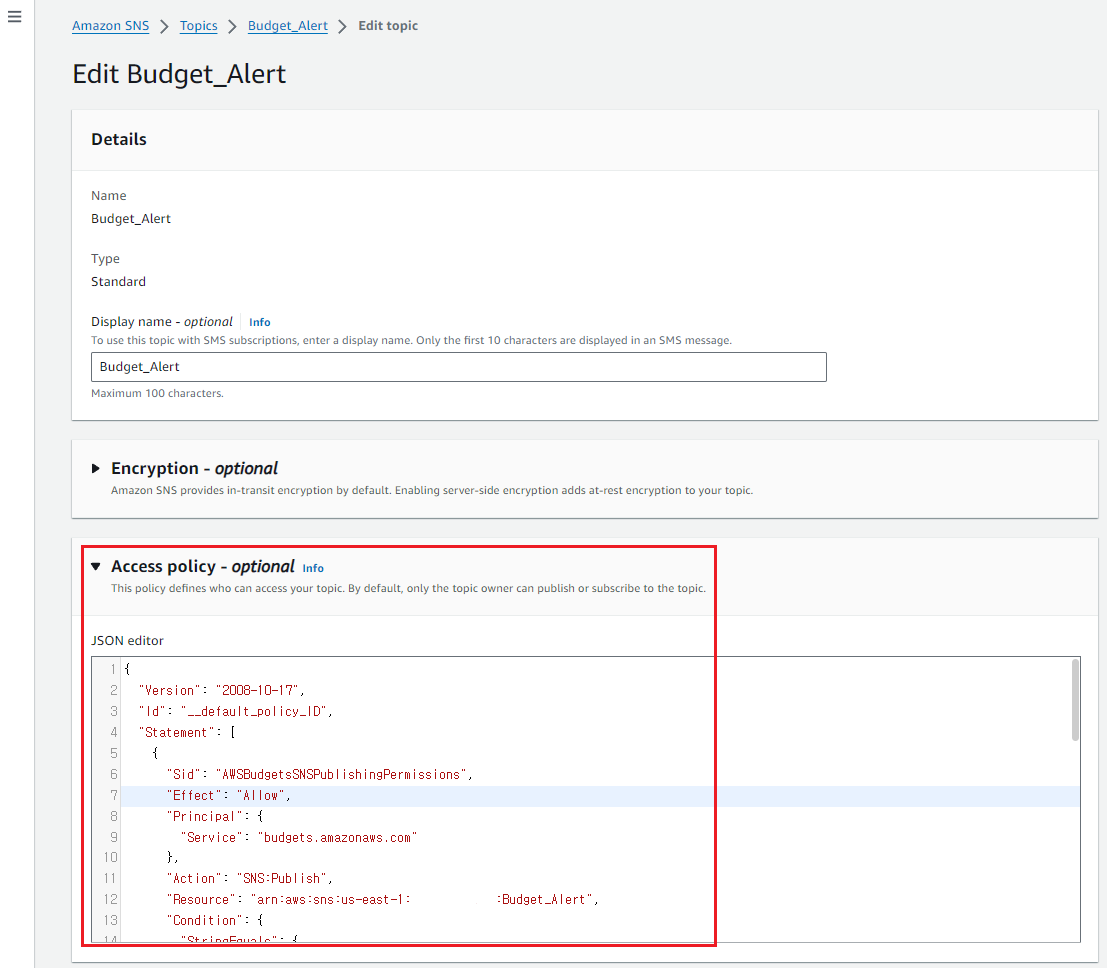 Amazon SNS > Topics > Budget_Alert > Edit topic
Edit Budget_Alert
Details
Name
Budget_Alert
Type
Standard
Display name - optional Info
To use this topic with SMS subscriptions, enter a display name. Only the first 10 characters are displayed in an SMS message.
Budget_Alert
Maximum 100 characters.
Encryption - optional
Amazon SNS provides in-transit encryption by default. Enabling server-side encryption adds at-rest encryption to your topic.
Access policy - optional Info
This policy defines who can access your topic. By default, only the topic owner can publish or subscribe to the topic.
JSON editor
1 {
2 "Version": "2008-10-17",
3 "Id": "__default_policy_ID",
4 "Statement": [
5 {
6 "Sid": "AWSBudgetsSNSPublishingPermissions",
7 "Effect": "Allow",
8 "Principal": {
9 "Service": "budgets.amazonaws.com"
10 },
11 "Action": "SNS:Publish",
12 "Resource": "arn:aws:sns:us-east-1: :Budget_Alert",
13 "Condition": {
14 "StringEquals": {